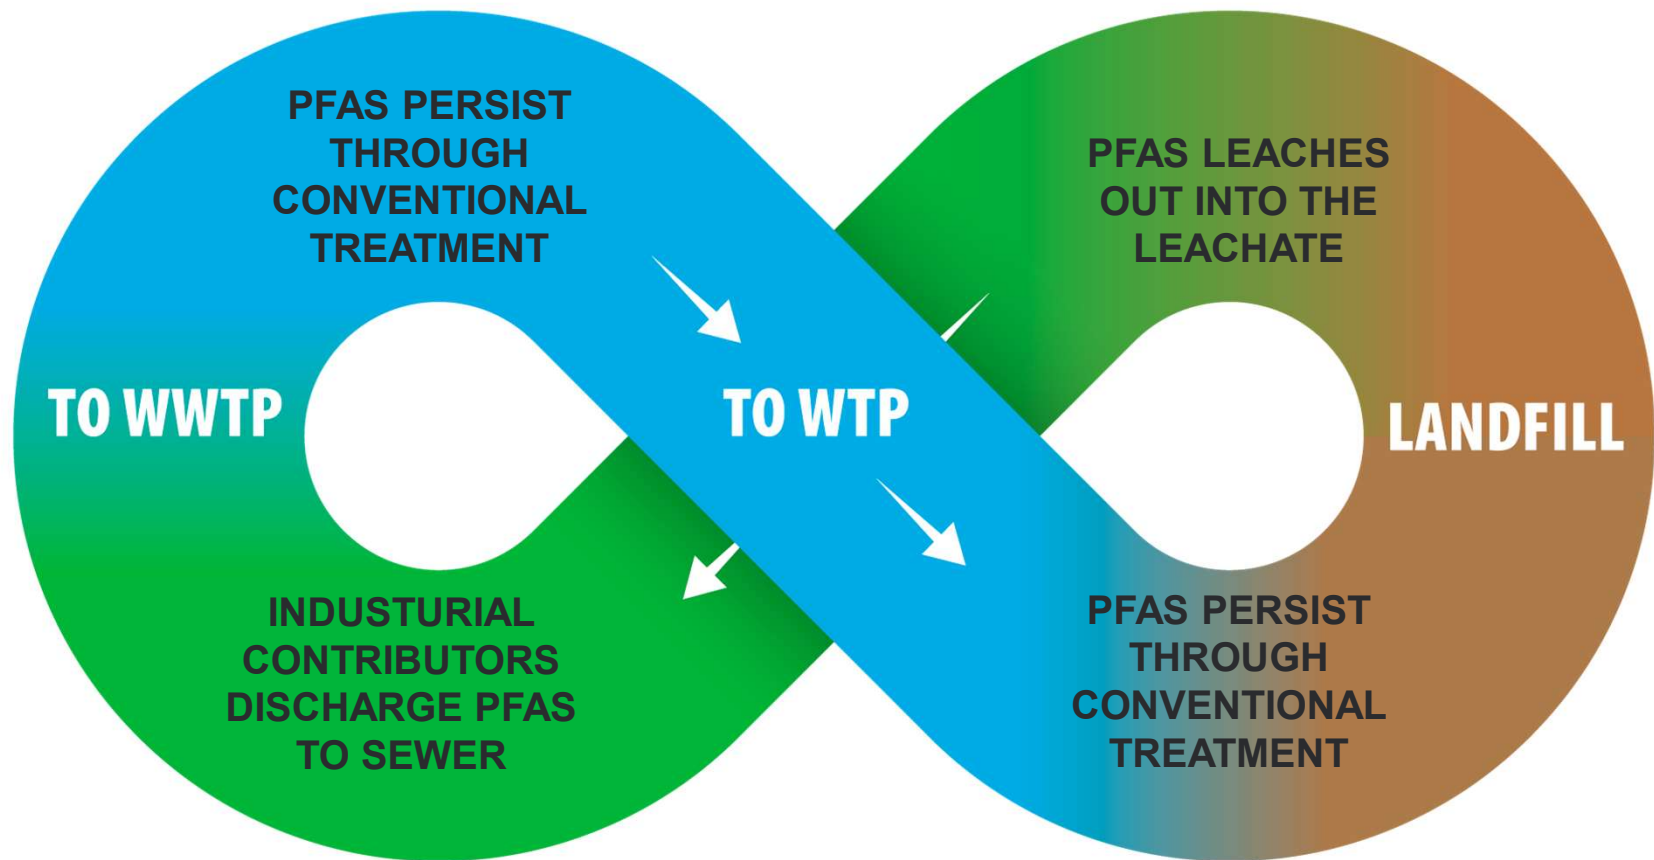 PFAS PERSIST
THROUGH
CONVENTIONAL
TREATMENT
PFAS LEACHES
OUT INTO THE
LEACHATE
TO WWTP
TO WTP
LANDFILL
INDUSTURIAL
CONTRIBUTORS
DISCHARGE PFAS
TO SEWER
PFAS PERSIST
THROUGH
CONVENTIONAL
TREATMENT